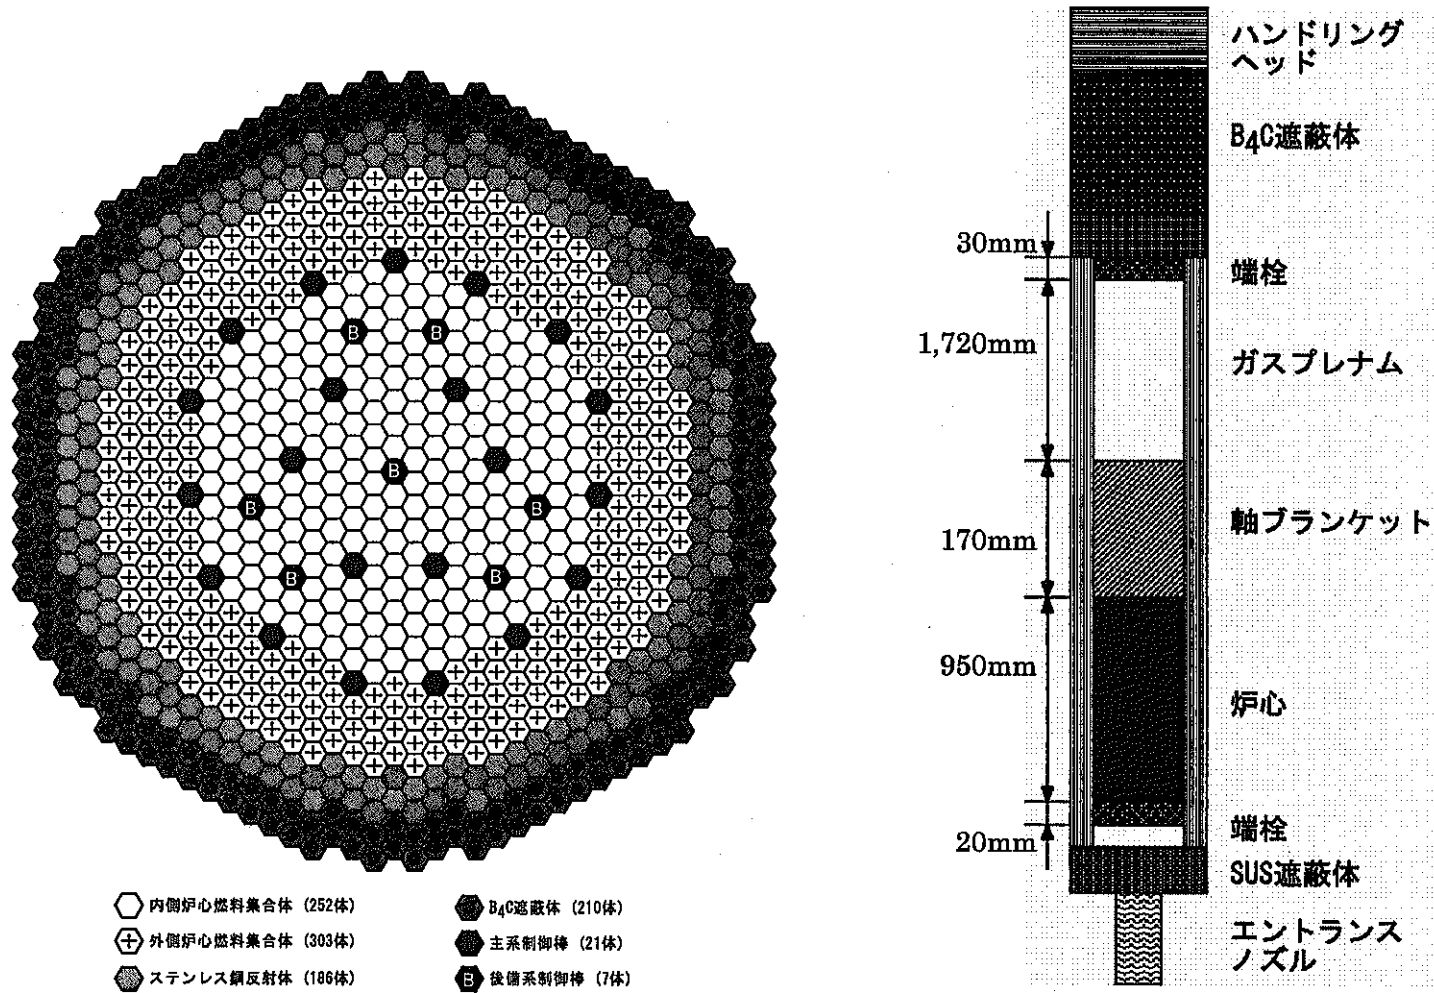 B
B
B
B
B
B
B
内側炉心燃料集合体 (252体)
外側炉心燃料集合体 (303体)
ステンレス鋼反射体 (186体)
B4C遮蔽体 (210体)
主系制御棒 (21体)
B 後備系制御棒 (7体)
ハンドリング
ヘッド
B4C遮蔽体
30mm
端栓
1,720mm
ガスプレナム
170mm
軸ブランケット
950mm
炉心
20mm
端栓
SUS遮蔽体
エントランス
ノズル